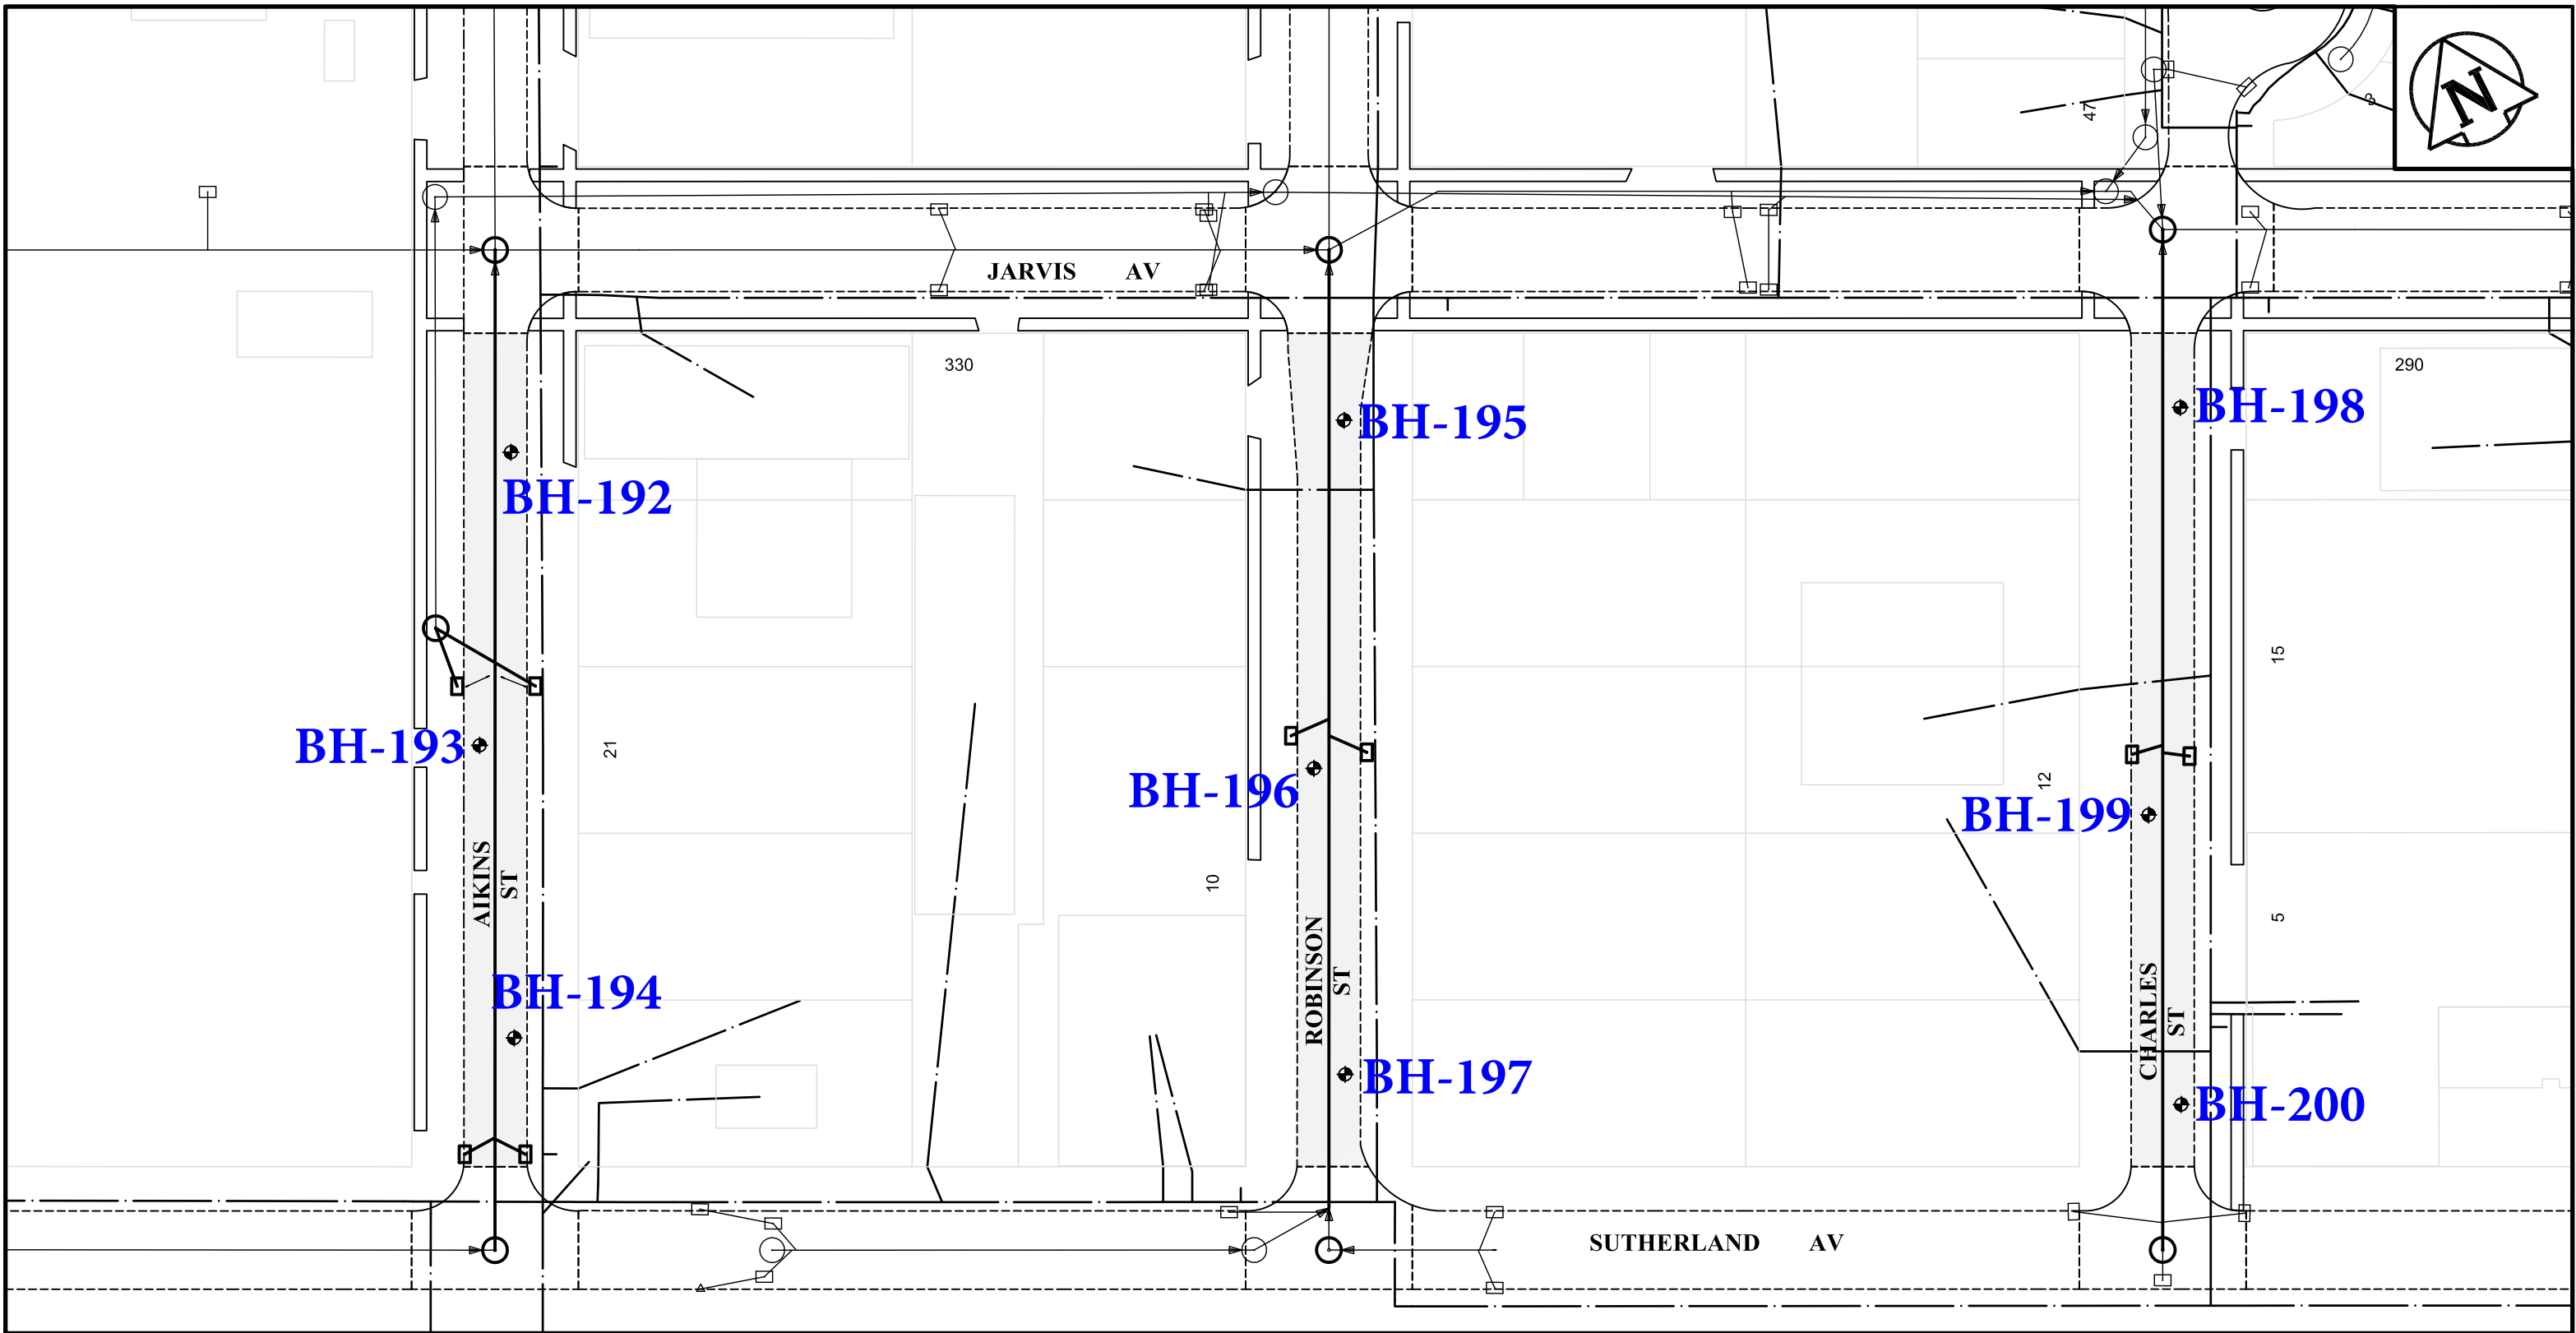 N
47
3
JARVIS AV
330
290
BH-195
BH-198
BH-192
15
BH-193
21
BH-196
12
BH-199
AIKINS
ST
10
5
ROBINSON
ST
BH-194
CHARLES
ST
BH-197
BH-200
SUTHERLAND AV